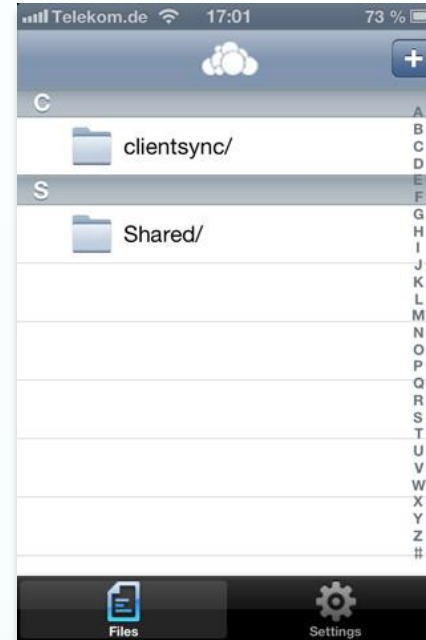 Telekom.de 17:01 73 %
+
C
clientsync/
S
Shared/
A
B
C
D
E
F
G
H
I
J
K
L
M
N
O
P
Q
R
S
T
U
V
W
X
Y
Z
#
Files
Settings